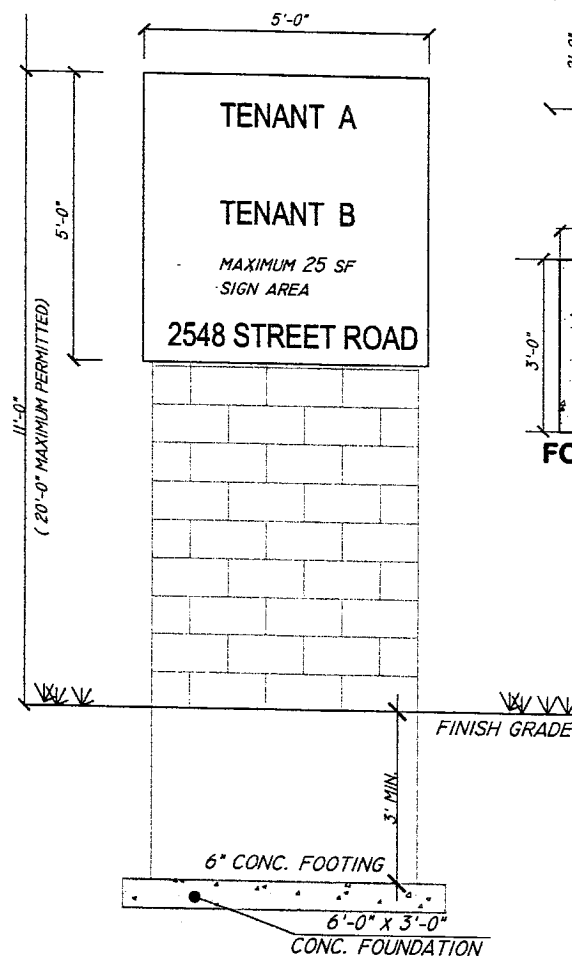 5'-0"
TENANT A
TENANT B
MAXIMUM 25 SF
SIGN AREA
2548 STREET ROAD
5'-0"
11'-0"
( 20'-0" MAXIMUM PERMITTED)
3'-0"
FINISH GRADE
3' MIN.
6" CONC. FOOTING
6'-0" X 3'-0"
CONC. FOUNDATION